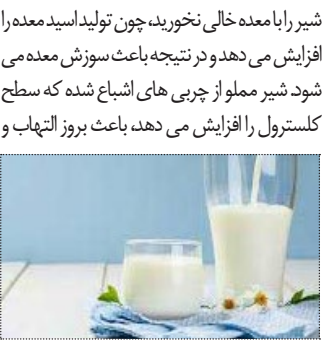 شیر را با معده خالی نخورید، چون تولید اسید معده را
افزایش می دهد و در نتیجه باعث سوزش معده می
شود. شیر مملو از چربی های اشباع شده که سطح
کلسترول را افزایش می دهد، باعث بروز التهاب و